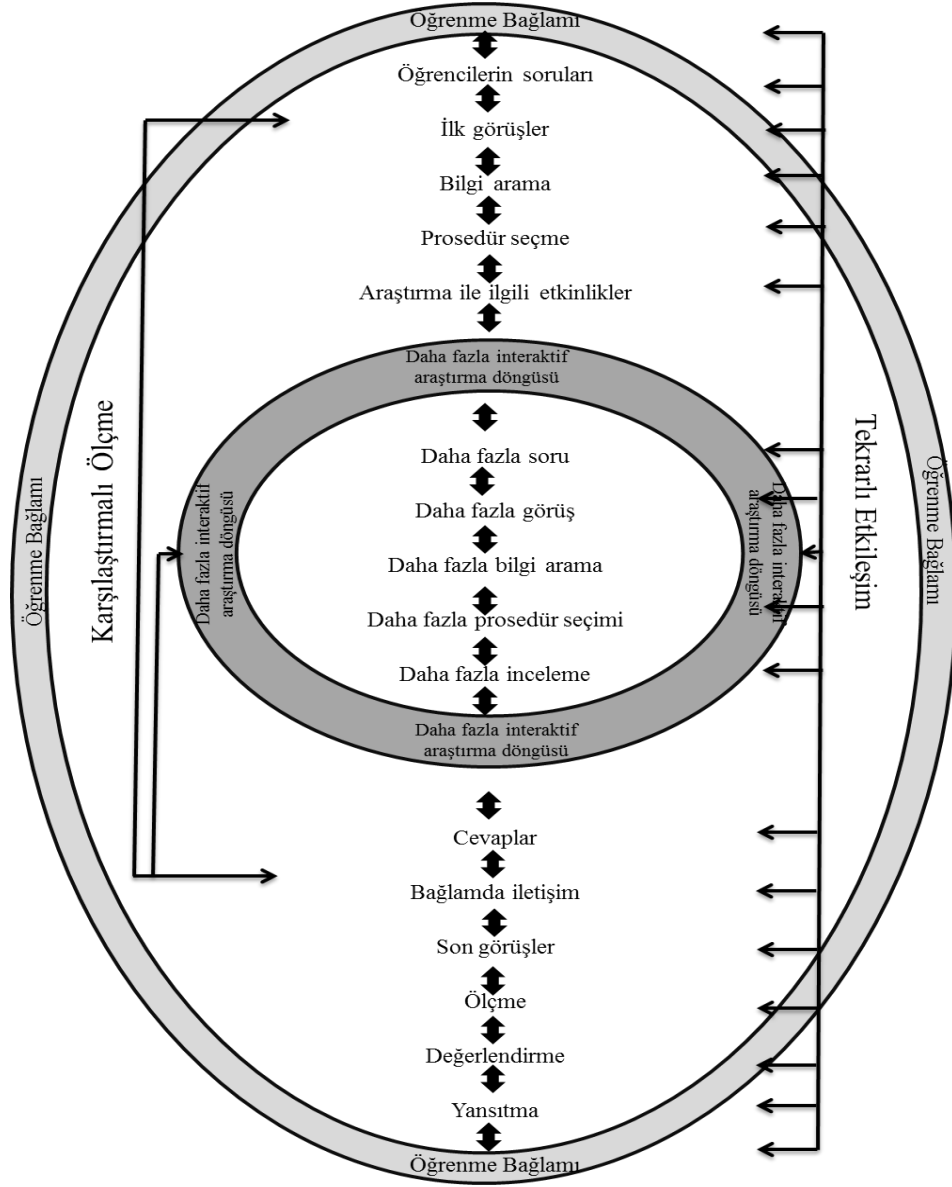 Öğrenme Bağlamı
Öğrencilerin soruları
İlk görüşler
Bilgi arama
Prosedür seçme
Araştırma ile ilgili etkinlikler
Daha fazla interaktif
araştırma döngüsü
Daha fazla soru
Daha fazla görüş
Daha fazla bilgi arama
Daha fazla prosedür seçimi
Daha fazla inceleme
Daha fazla interaktif
araştırma döngüsü
Cevaplar
Bağlamda iletişim
Son görüşler
Ölçme
Değerlendirme
Yansıtma
Öğrenme Bağlamı
Öğrenme Bağlamı
Karşılaştırmalı Ölçme
Daha fazla interaktif
araştırma döngüsü
Daha fazla interaktif
araştırma döngüsü
Tekrarlı Etkileşim
Öğrenme Bağlamı